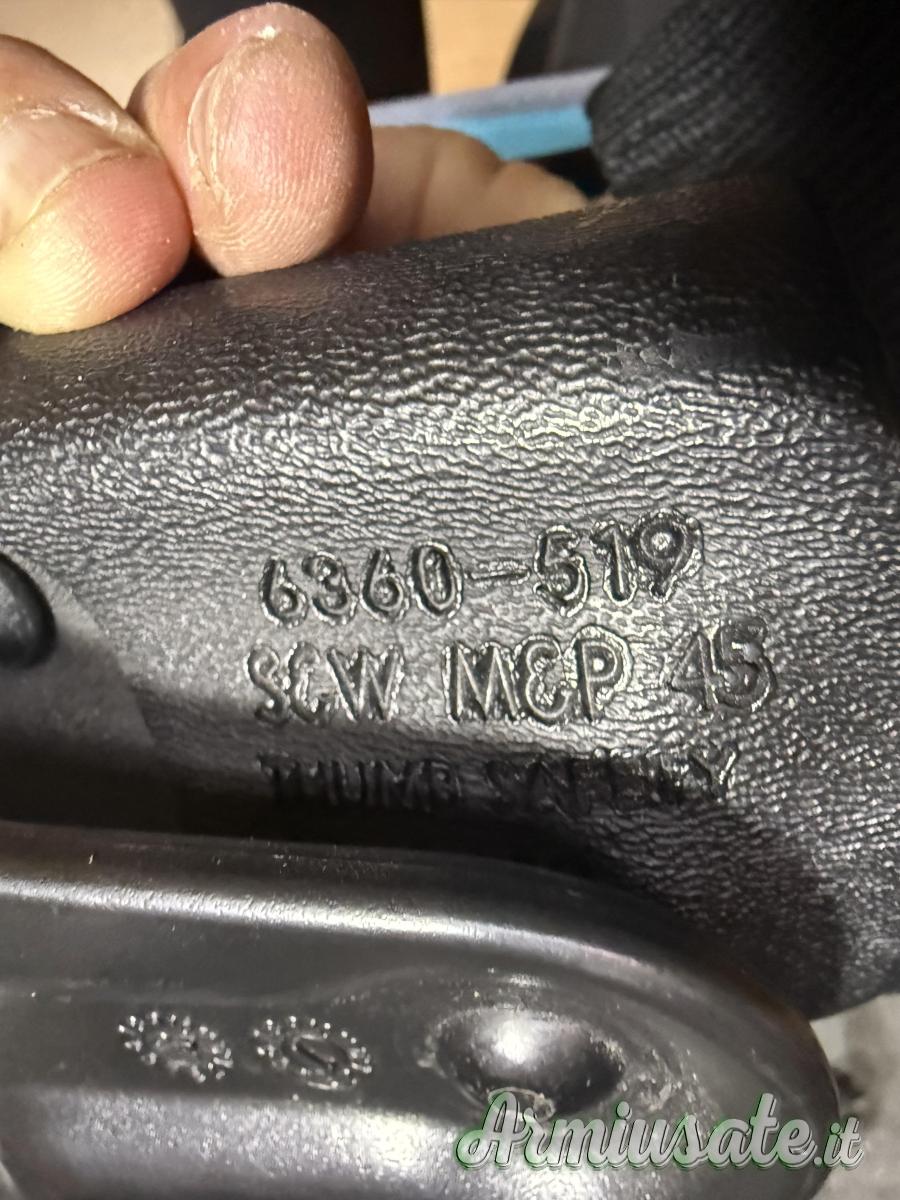 6360-519
SCW M&P 45
THUMB SAFETY
Armiusate.it